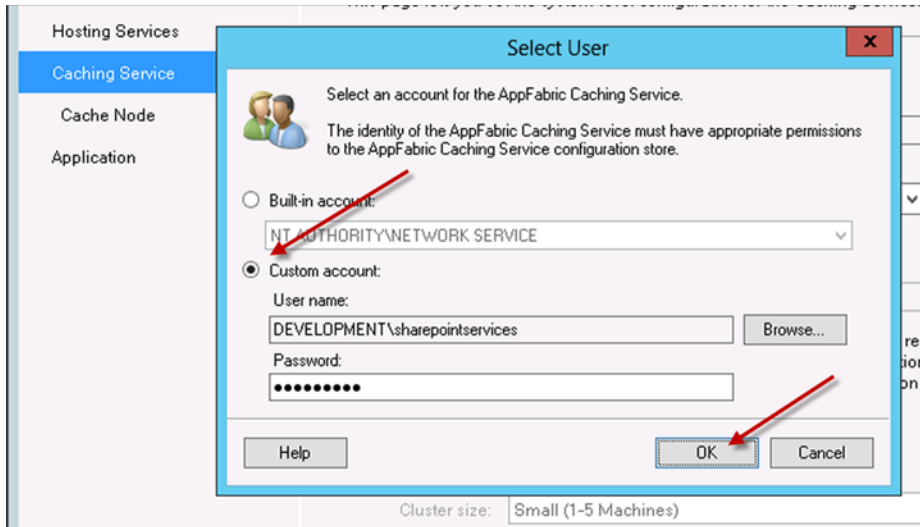 Hosting Services
Caching Service
Cache Node
Application
Select User
x
Select an account for the AppFabric Caching Service.
The identity of the AppFabric Caching Service must have appropriate permissions
to the AppFabric Caching Service configuration store.
Built-in account:
NT AUTHORITY\NETWORK SERVICE
Custom account:
User name:
DEVELOPMENT\sharepointservices
Browse...
Password:
•••••••••
Help
OK
Cancel
Cluster size:
Small (1-5 Machines)